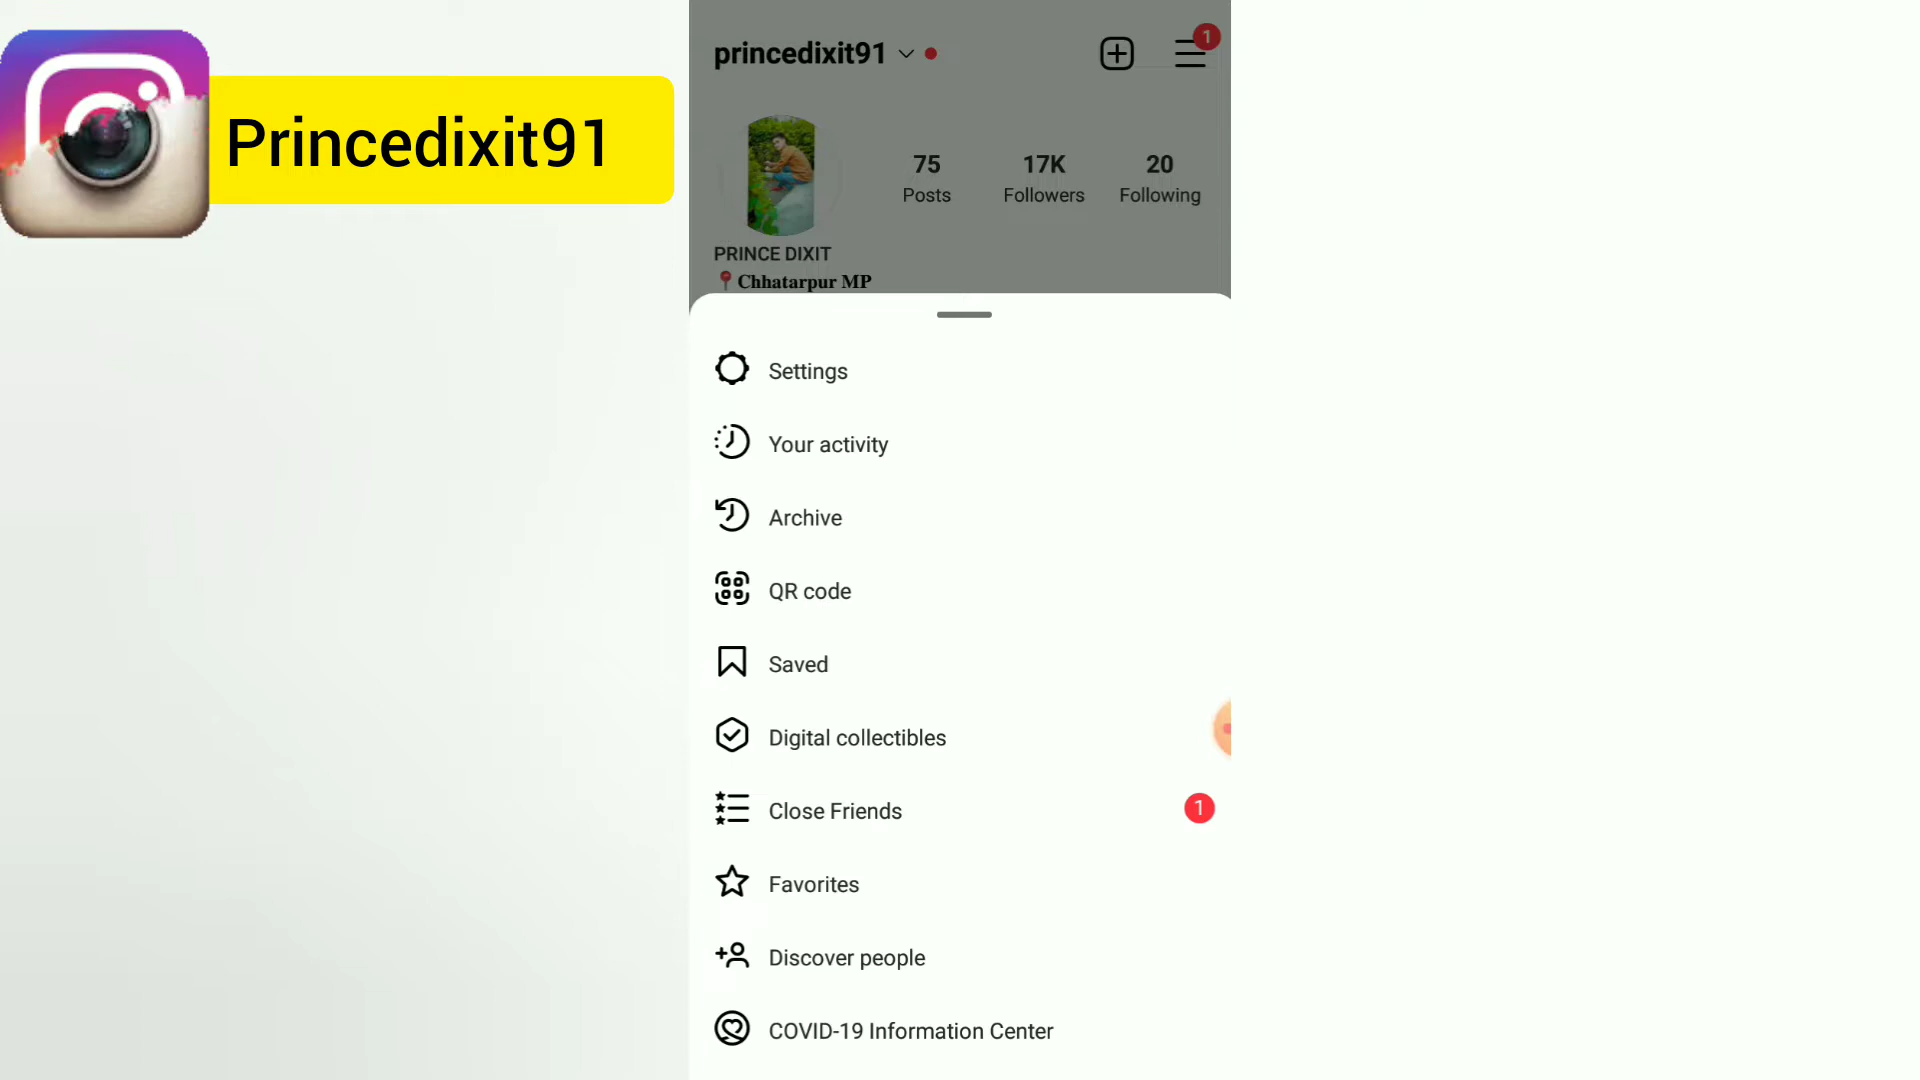 Princedixit91
princedixit91
1
75
17K
20
Posts
Followers
Following
PRINCE DIXIT
📍Chhatarpur MP
Settings
Your activity
Archive
QR code
Saved
Digital collectibles
Close Friends
1
Favorites
Discover people
COVID-19 Information Center